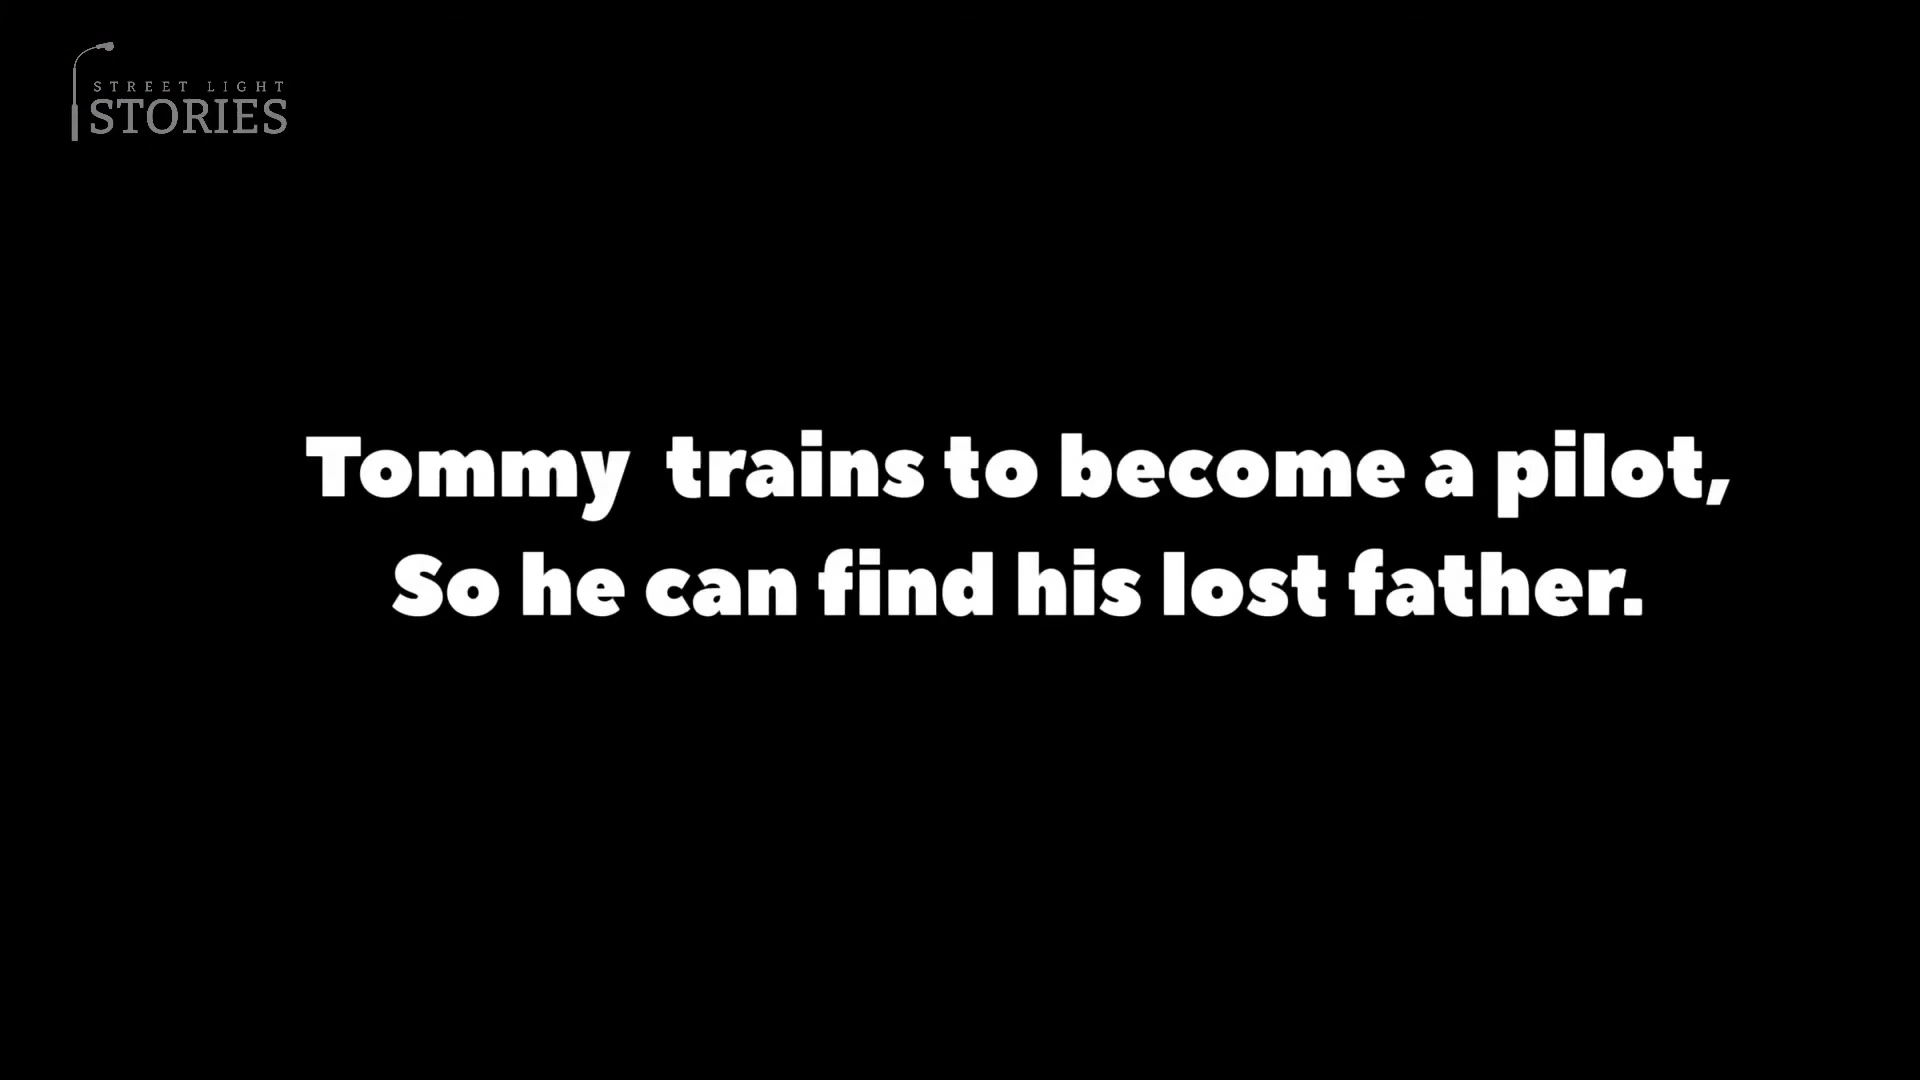 STREET LIGHT
STORIES
Tommy  trains to become a pilot,
So he can find his lost father.